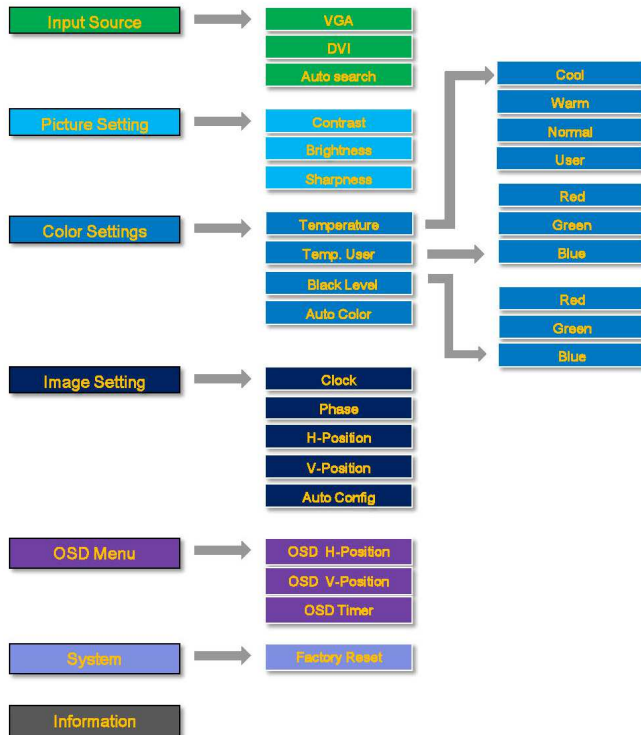 Input Source
VGA
DVI
Auto search
Picture Setting
Contrast
Brightness
Sharpness
Color Settings
Temperature
Temp. User
Black Level
Auto Color
Cool
Warm
Normal
User
Red
Green
Blue
Red
Green
Blue
Image Setting
Clock
Phase
H-Position
V-Position
Auto Config
OSD Menu
OSD H-Position
OSD V-Position
OSD Timer
System
Factory Reset
Information